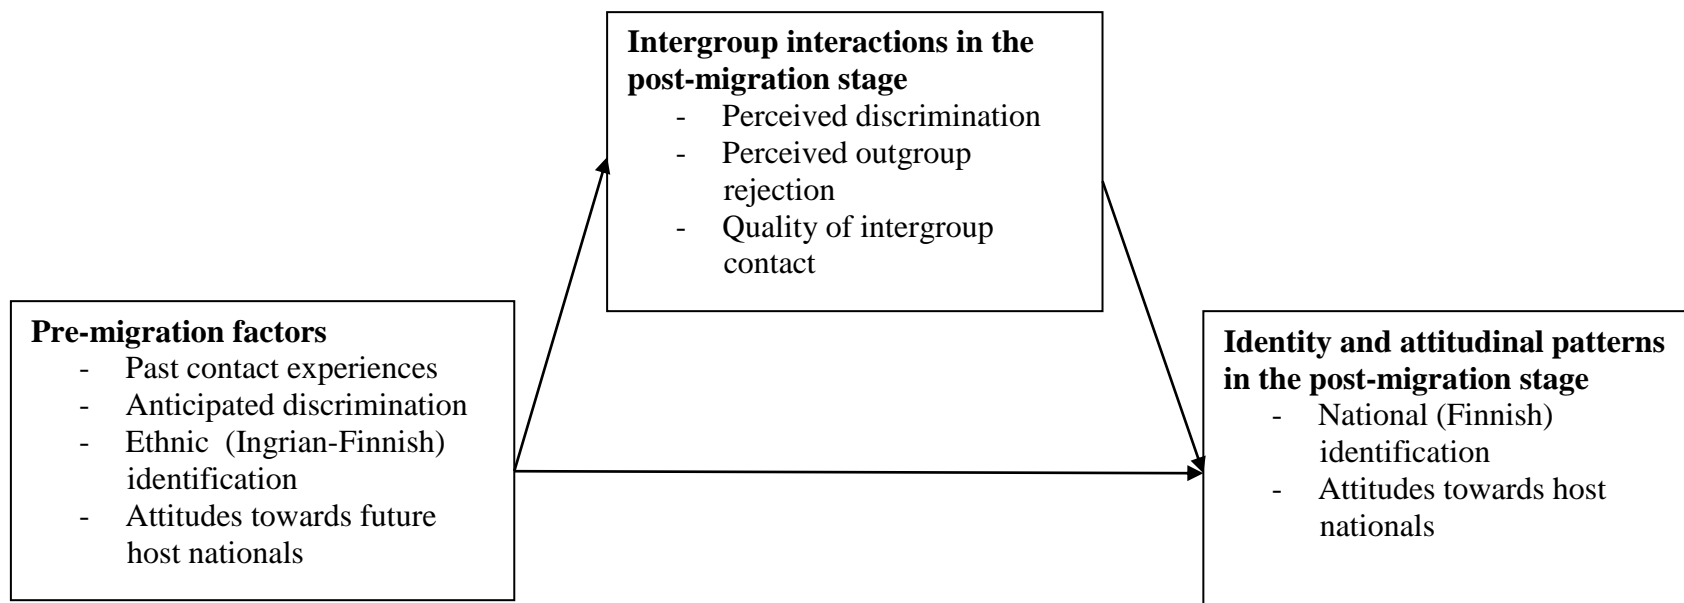 Intergroup interactions in the
post-migration stage
- Perceived discrimination
- Perceived outgroup
rejection
- Quality of intergroup
contact
Pre-migration factors
- Past contact experiences
- Anticipated discrimination
- Ethnic (Ingrian-Finnish)
identification
- Attitudes towards future
host nationals
Identity and attitudinal patterns
in the post-migration stage
- National (Finnish)
identification
- Attitudes towards host
nationals